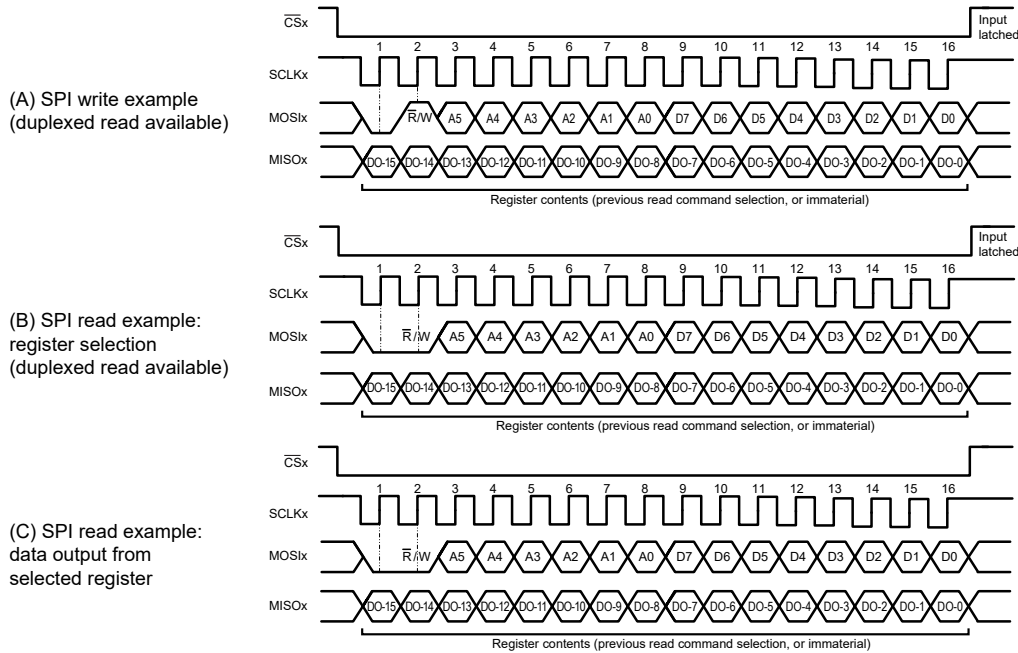 (A) SPI write example
(duplexed read available)
CSx
Input
latched
1 2 3 4 5 6 7 8 9 10 11 12 13 14 15 16
SCLKx
MOSIx
R/W A5 A4 A3 A2 A1 A0 D7 D6 D5 D4 D3 D2 D1 D0
MISOx
DO-15 DO-14 DO-13 DO-12 DO-11 DO-10 DO-9 DO-8 DO-7 DO-6 DO-5 DO-4 DO-3 DO-2 DO-1 DO-0
Register contents (previous read command selection, or immaterial)
(B) SPI read example:
register selection
(duplexed read available)
CSx
Input
latched
1 2 3 4 5 6 7 8 9 10 11 12 13 14 15 16
SCLKx
MOSIx
R/W A5 A4 A3 A2 A1 A0 D7 D6 D5 D4 D3 D2 D1 D0
MISOx
DO-15 DO-14 DO-13 DO-12 DO-11 DO-10 DO-9 DO-8 DO-7 DO-6 DO-5 DO-4 DO-3 DO-2 DO-1 DO-0
Register contents (previous read command selection, or immaterial)
(C) SPI read example:
data output from
selected register
CSx
1 2 3 4 5 6 7 8 9 10 11 12 13 14 15 16
SCLKx
MOSIx
R/W A5 A4 A3 A2 A1 A0 D7 D6 D5 D4 D3 D2 D1 D0
MISOx
DO-15 DO-14 DO-13 DO-12 DO-11 DO-10 DO-9 DO-8 DO-7 DO-6 DO-5 DO-4 DO-3 DO-2 DO-1 DO-0
Register contents (previous read command selection, or immaterial)